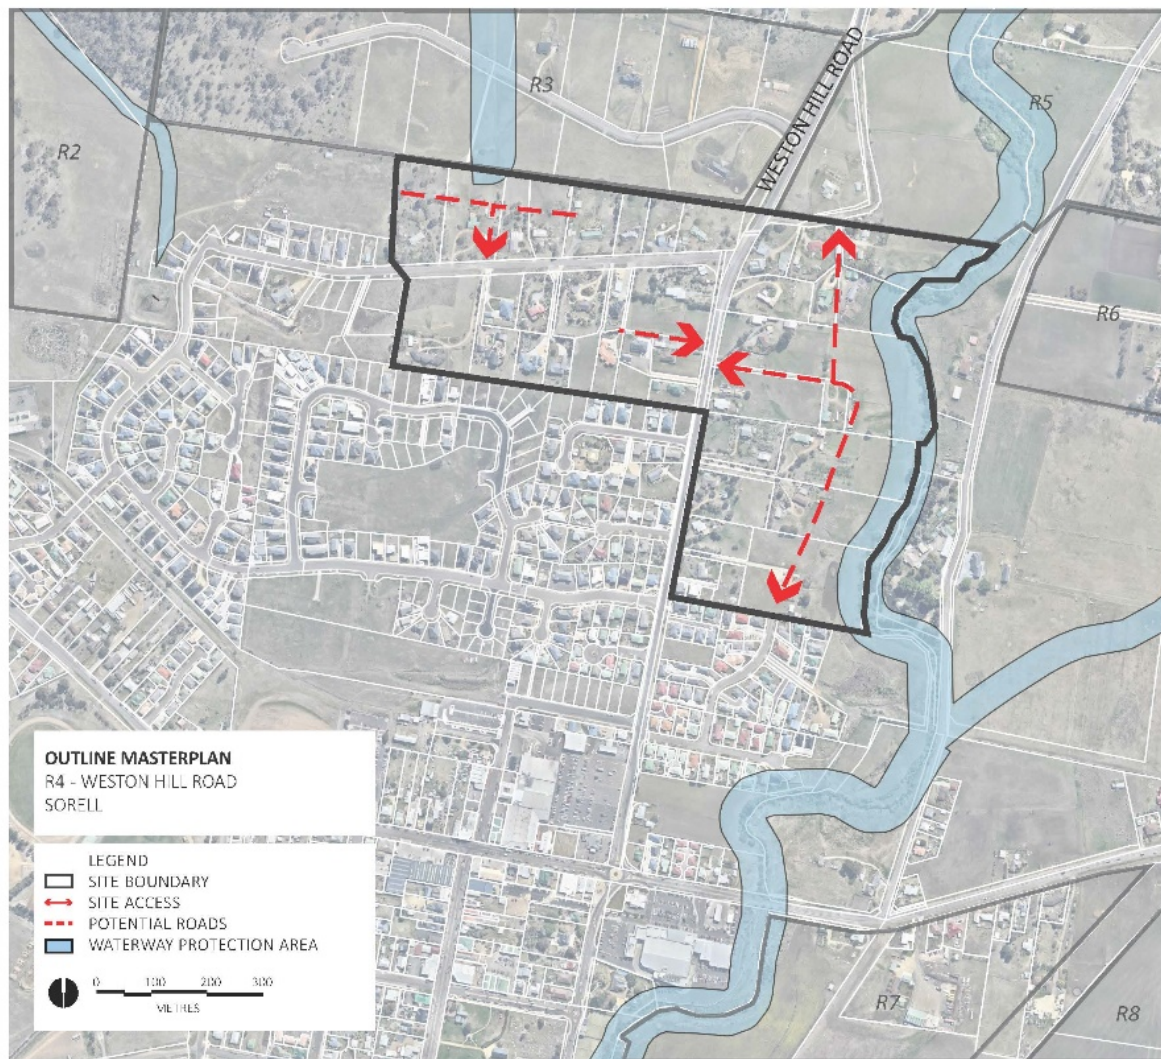 R3
WESTON HILL ROAD
R5
R2
R6
OUTLINE MASTERPLAN
R4 - WESTON HILL ROAD
SORELL
LEGEND
SITE BOUNDARY
SITE ACCESS
POTENTIAL ROADS
WATERWAY PROTECTION AREA
0 100 200 300
METRES
R7
R8